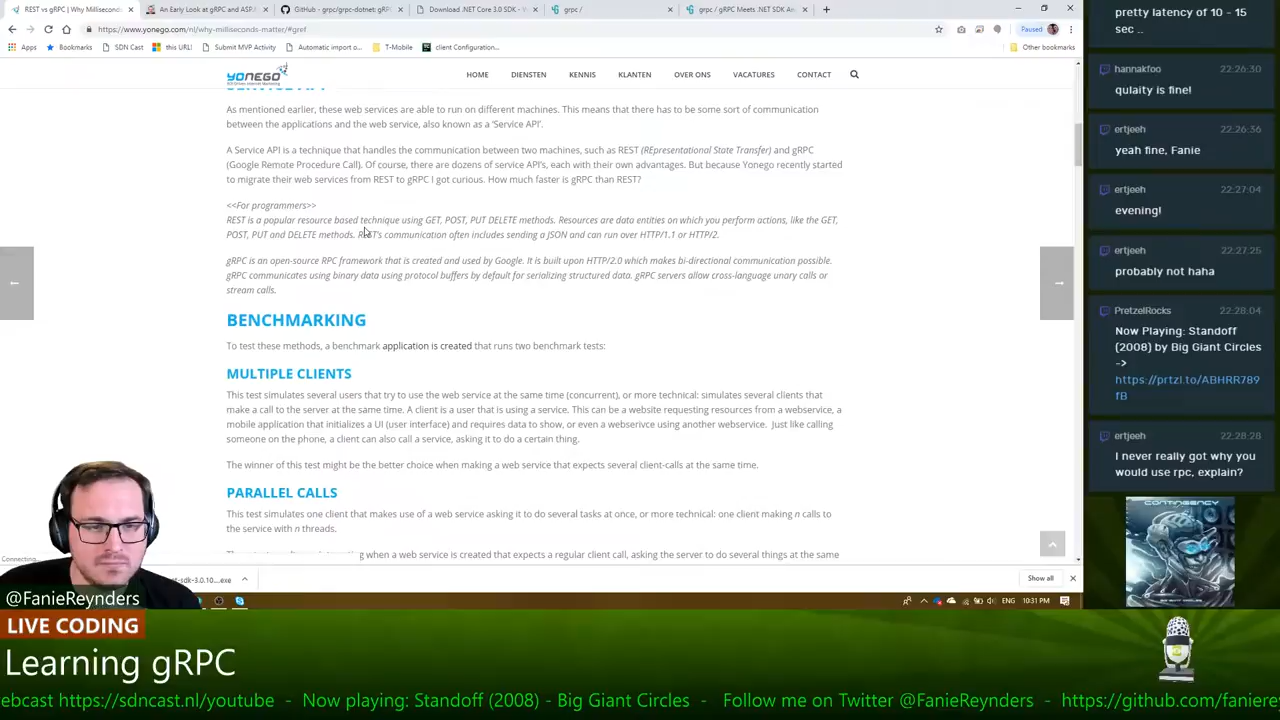 REST vs gRPC | Why Millisecond
An Early Look at gRPC and ASP.
GitHub - grpc/grpc-dotnet: gRPC
Download .NET Core 3.0 SDK - W
grpc /
grpc / gRPC Meets .NET SDK An
https://www.yonego.com/nl/why-milliseconds-matter/#gref
Paused
Apps
Bookmarks
SDN Cast
this URL!
Submit MVP Activity
Automatic import o...
T-Mobile
client Configuration...
Other bookmarks
YONEGO
HOME
DIENSTEN
KENNIS
KLANTEN
OVER ONS
VACATURES
CONTACT
SERVICE API
As mentioned earlier, these web services are able to run on different machines. This means that there has to be some sort of communication
between the applications and the web service, also known as a ‘Service API’.
A Service API is a technique that handles the communication between two machines, such as REST (REpresentational State Transfer) and gRPC
(Google Remote Procedure Call). Of course, there are dozens of service API’s, each with their own advantages. But because Yonego recently started
to migrate their web services from REST to gRPC I got curious. How much faster is gRPC than REST?
<<For programmers>>
REST is a popular resource based technique using GET, POST, PUT DELETE methods. Resources are data entities on which you perform actions, like the GET,
POST, PUT and DELETE methods. REST’s communication often includes sending a JSON and can run over HTTP/1.1 or HTTP/2.
gRPC is an open-source RPC framework that is created and used by Google. It is built upon HTTP/2.0 which makes bi-directional communication possible.
gRPC communicates using binary data using protocol buffers by default for serializing structured data. gRPC servers allow cross-language unary calls or
stream calls.
BENCHMARKING
To test these methods, a benchmark application is created that runs two benchmark tests:
MULTIPLE CLIENTS
This test simulates several users that try to use the web service at the same time (concurrent), or more technical: simulates several clients that
make a call to the server at the same time. A client is a user that is using a service. This can be a website requesting resources from a webservice, a
mobile application that initializes a UI (user interface) and requires data to show, or even a webserivce using another webservice.  Just like calling
someone on the phone, a client can also call a service, asking it to do a certain thing.
The winner of this test might be the better choice when making a web service that expects several client-calls at the same time.
PARALLEL CALLS
This test simulates one client that makes use of a web service asking it to do several tasks at once, or more technical: one client making n calls to
the service with n threads.
when a web service is created that expects a regular client call, asking the server to do several things at the same
Connecting...
t-sdk-3.0.10....exe
Show all
ENG
10:31 PM
pretty latency of 10 - 15
sec ..
hannakfoo 22:26:30
qulaity is fine!
ertjeeh 22:26:36
yeah fine, Fanie
ertjeeh 22:27:04
evening!
ertjeeh 22:27:25
probably not haha
PretzelRocks 22:28:04
Now Playing: Standoff
(2008) by Big Giant Circles
->
https://prtzl.to/ABHRR789
fB
ertjeeh 22:28:28
I never really got why you
would use rpc, explain?
@FanieReynders
LIVE CODING
Learning gRPC
ebcast https://sdncast.nl/youtube - Now playing: Standoff (2008) - Big Giant Circles - Follow me on Twitter @FanieReynders - https://github.com/faniere